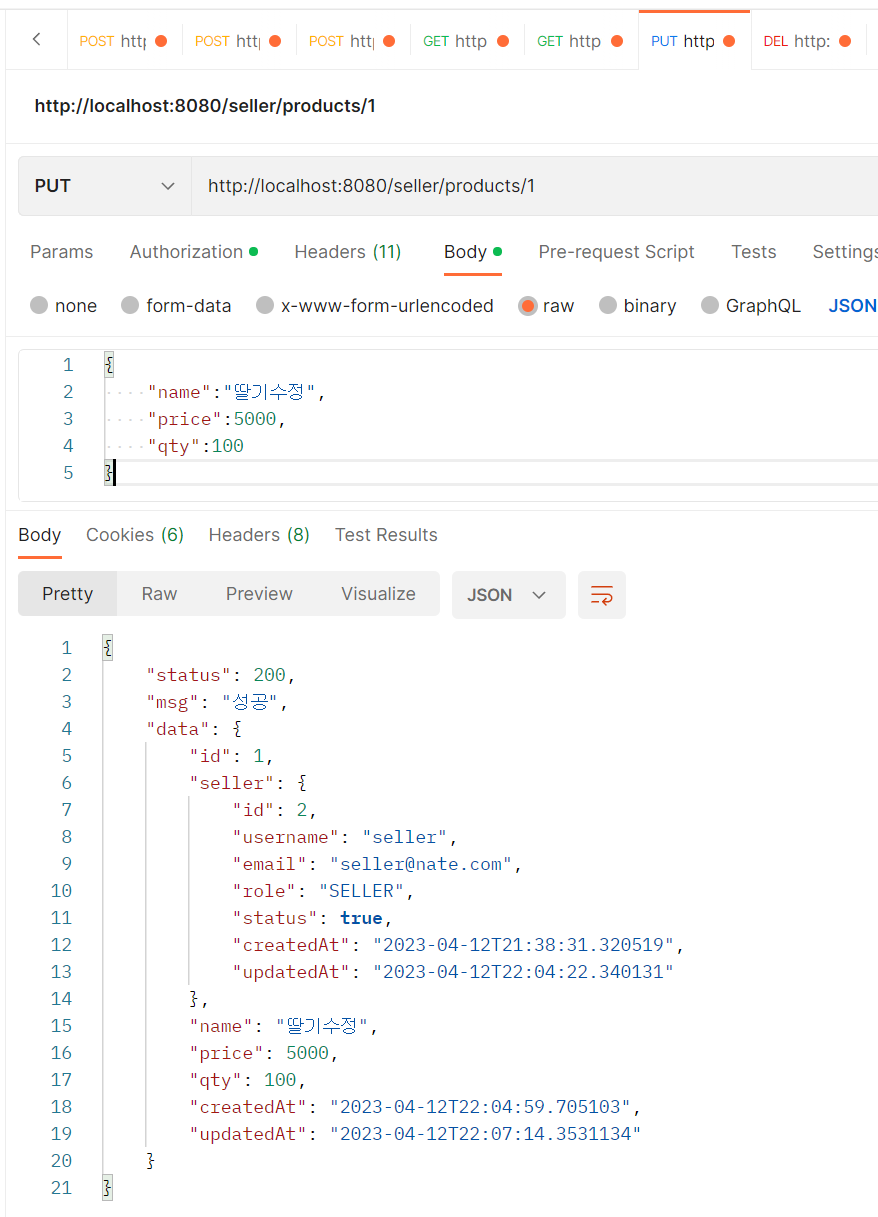 POST http
POST http
POST http
GET http
GET http
PUT http
DEL http:
http://localhost:8080/seller/products/1
PUT http://localhost:8080/seller/products/1
Params Authorization Headers (11) Body Pre-request Script Tests Settings
none form-data x-www-form-urlencoded raw binary GraphQL JSON
1 {
2 "name":"딸기수정",
3 "price":5000,
4 "qty":100
5 }
Body Cookies (6) Headers (8) Test Results
Pretty Raw Preview Visualize JSON
1 {
2 "status": 200,
3 "msg": "성공",
4 "data": {
5 "id": 1,
6 "seller": {
7 "id": 2,
8 "username": "seller",
9 "email": "seller@nate.com",
10 "role": "SELLER",
11 "status": true,
12 "createdAt": "2023-04-12T21:38:31.320519",
13 "updatedAt": "2023-04-12T22:04:22.340131"
14 },
15 "name": "딸기수정",
16 "price": 5000,
17 "qty": 100,
18 "createdAt": "2023-04-12T22:04:59.705103",
19 "updatedAt": "2023-04-12T22:07:14.3531134"
20 }
21 }